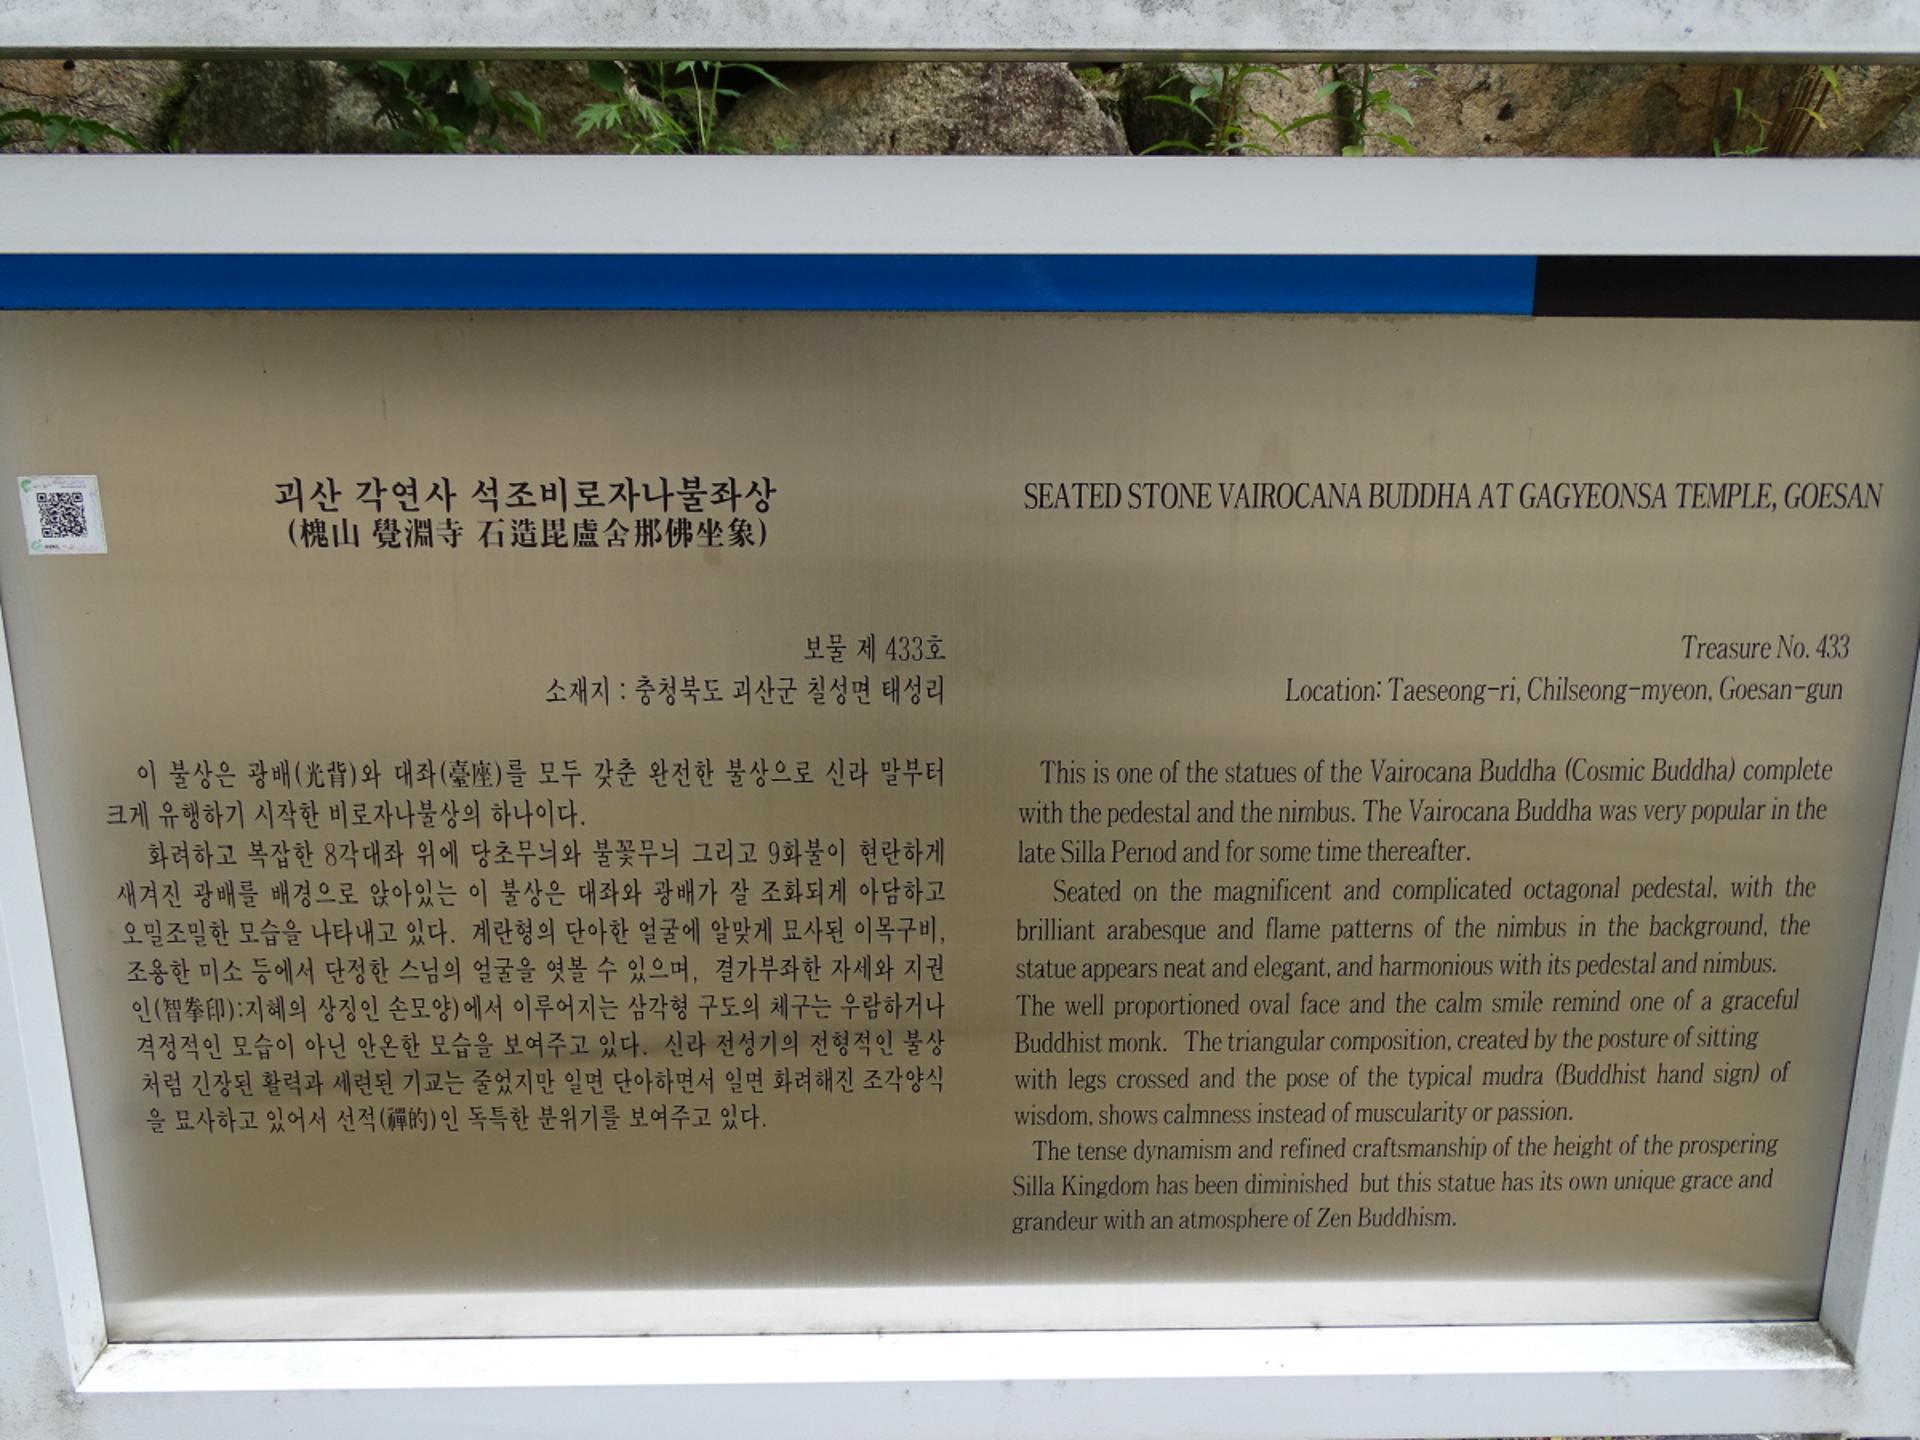 괴산 각연사 석조비로자나불좌상
(槐山 覺淵寺 石造毘盧舍那佛坐象)
보물 제 433호
소재지 : 충청북도 괴산군 칠성면 태성리
이 불상은 광배(光背)와 대좌(臺座)를 모두 갖춘 완전한 불상으로 신라 말부터
크게 유행하기 시작한 비로자나불상의 하나이다.
화려하고 복잡한 8각대좌 위에 당초무늬와 불꽃무늬 그리고 9화불이 현란하게
새겨진 광배를 배경으로 앉아있는 이 불상은 대좌와 광배가 잘 조화되게 아담하고
오밀조밀한 모습을 나타내고 있다. 계란형의 단아한 얼굴에 알맞게 묘사된 이목구비,
조용한 미소 등에서 단정한 스님의 얼굴을 엿볼 수 있으며, 결가부좌한 자세와 지권
인(智拳印):지혜의 상징인 손모양)에서 이루어지는 삼각형 구도의 체구는 우람하거나
격정적인 모습이 아닌 안온한 모습을 보여주고 있다. 신라 전성기의 전형적인 불상
처럼 긴장된 활력과 세련된 기교는 줄었지만 일면 단아하면서 일면 화려해진 조각양식
을 묘사하고 있어서 선적(禪的)인 독특한 분위기를 보여주고 있다.
SEATED STONE VAIROCANA BUDDHA AT GAGYEONSA TEMPLE, GOESAN
Treasure No. 433
Location: Taeseong-ri, Chilseong-myeon, Goesan-gun
This is one of the statues of the Vairocana Buddha (Cosmic Buddha) complete
with the pedestal and the nimbus. The Vairocana Buddha was very popular in the
late Silla Period and for some time thereafter.
Seated on the magnificent and complicated octagonal pedestal, with the
brilliant arabesque and flame patterns of the nimbus in the background, the
statue appears neat and elegant, and harmonious with its pedestal and nimbus.
The well proportioned oval face and the calm smile remind one of a graceful
Buddhist monk. The triangular composition, created by the posture of sitting
with legs crossed and the pose of the typical mudra (Buddhist hand sign) of
wisdom, shows calmness instead of muscularity or passion.
The tense dynamism and refined craftsmanship of the height of the prospering
Silla Kingdom has been diminished but this statue has its own unique grace and
grandeur with an atmosphere of Zen Buddhism.